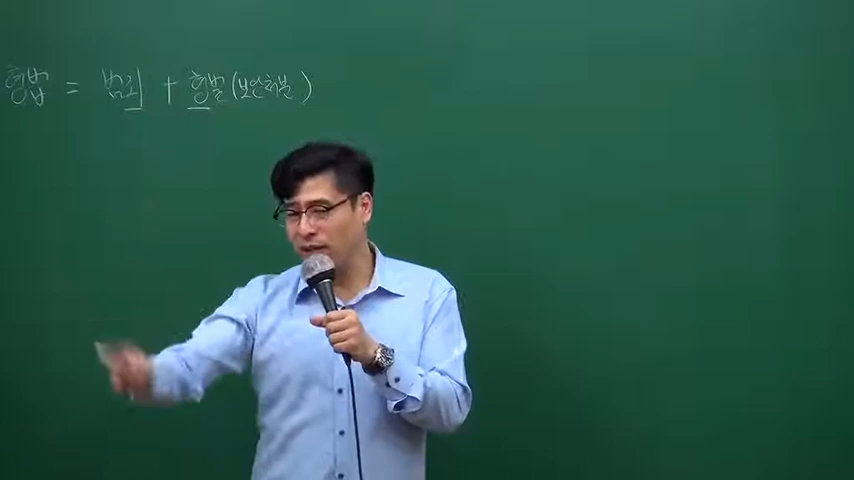 형법 = 범죄 + 형벌 (보안처분)